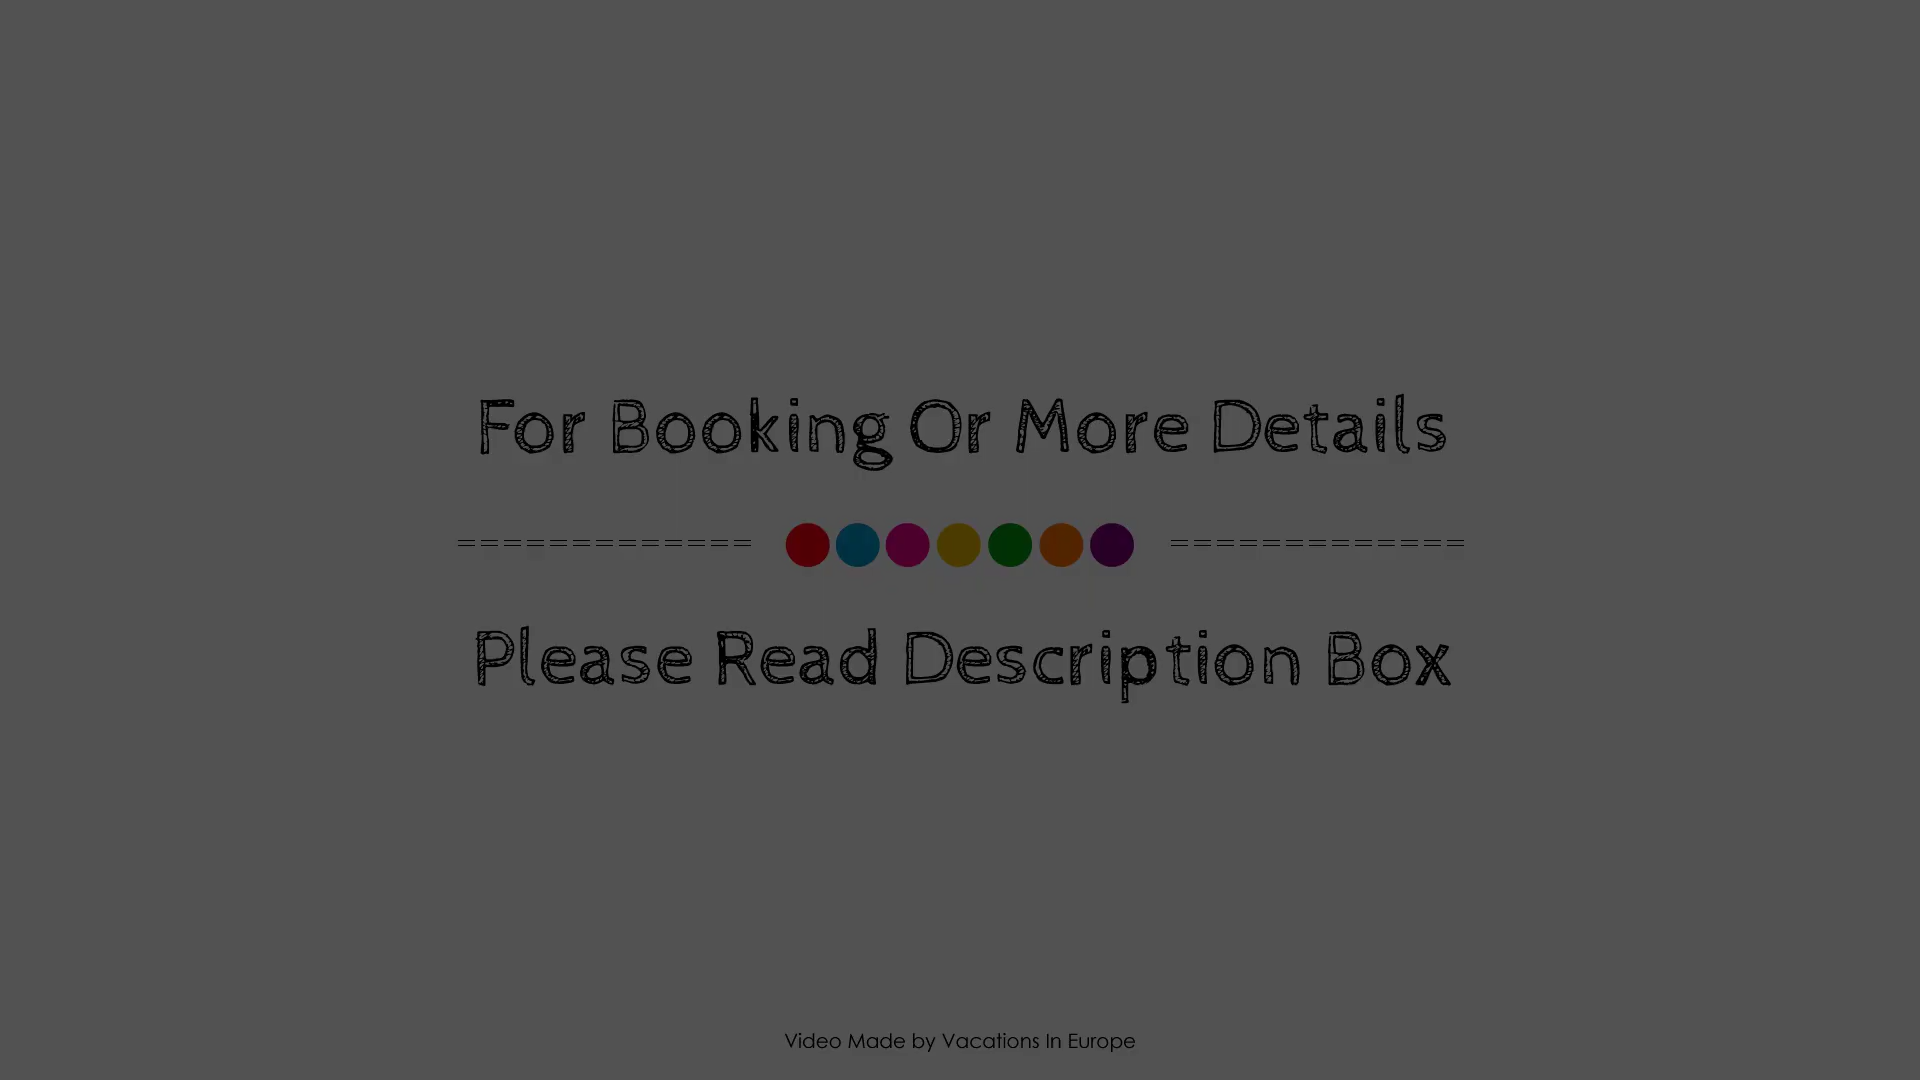 For Booking Or More Details
============= =============
Please Read Description Box
Video Made by Vacations In Europe